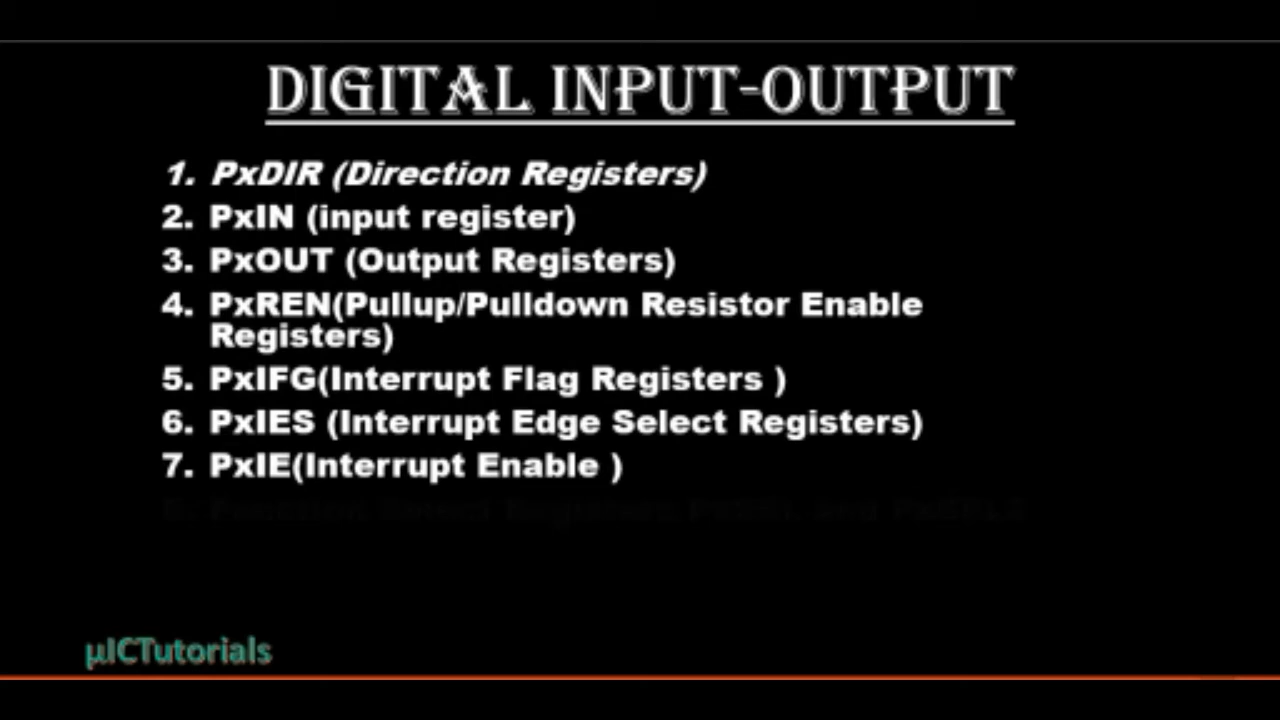 DIGITAL INPUT-OUTPUT
1. PxDIR (Direction Registers)
2. PxIN (input register)
3. PxOUT (Output Registers)
4. PxREN(Pullup/Pulldown Resistor Enable
Registers)
5. PxIFG(Interrupt Flag Registers )
6. PxIES (Interrupt Edge Select Registers)
7. PxIE(Interrupt Enable )
µICTutorials